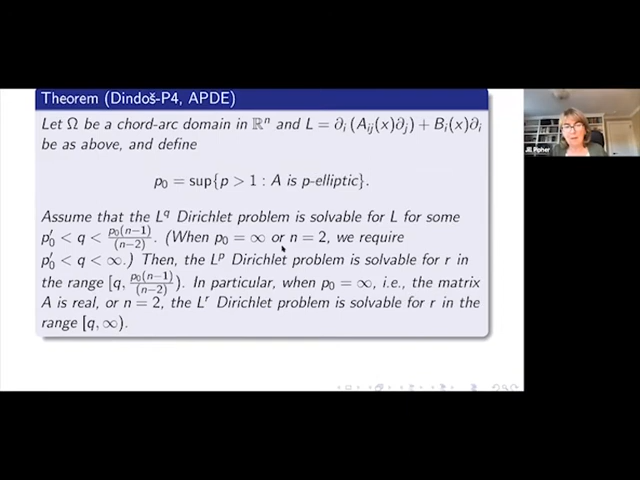 Theorem (Dindoš-P4, APDE)
Let Ω be a chord-arc domain in ℝⁿ and L = ∂ᵢ (Aᵢⱼ(x)∂ⱼ) + Bᵢ(x)∂ᵢ
be as above, and define
p₀ = sup{p > 1 : A is p-elliptic}.
Assume that the L^q Dirichlet problem is solvable for L for some
p₀′ < q < p₀(n−1)/(n−2). (When p₀ = ∞ or n = 2, we require
p₀′ < q < ∞.) Then, the L^p Dirichlet problem is solvable for r in
the range [q, p₀(n−1)/(n−2)). In particular, when p₀ = ∞, i.e., the matrix
A is real, or n = 2, the L^r Dirichlet problem is solvable for r in the
range [q, ∞).
Jill Pipher